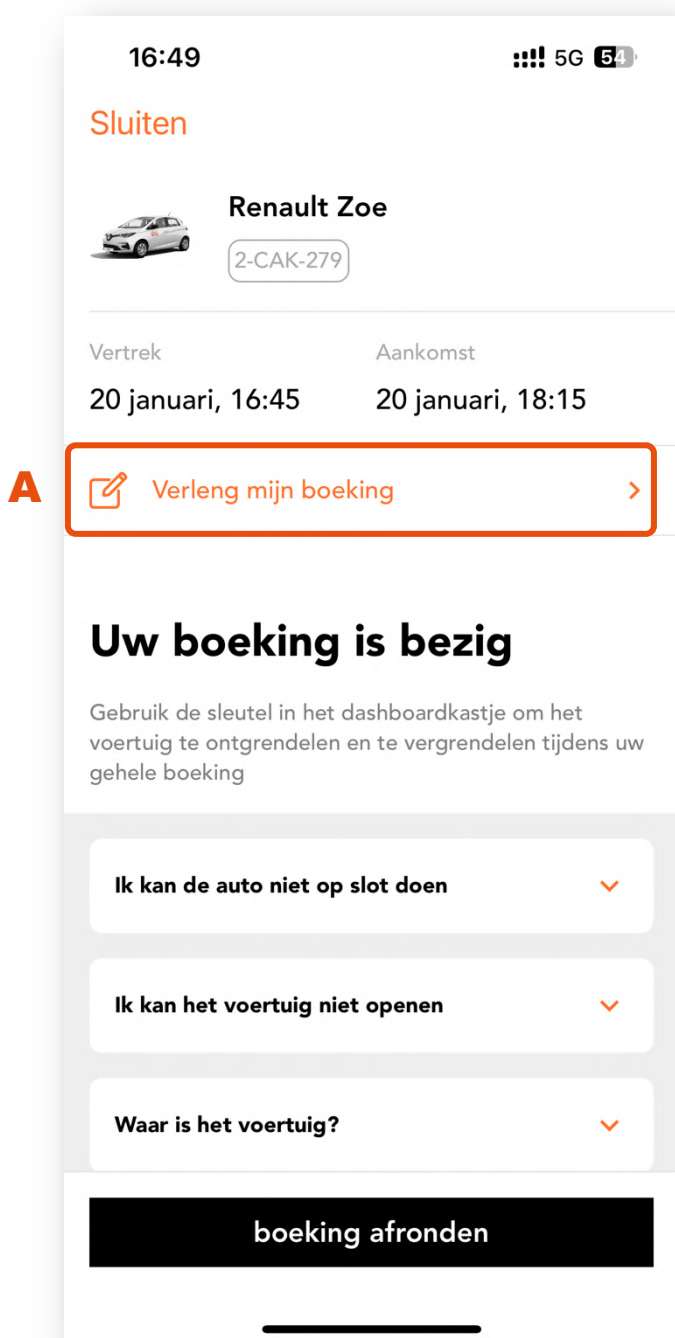 16:49 5G 54
Sluiten
Renault Zoe
2-CAK-279
Vertrek Aankomst
20 januari, 16:45 20 januari, 18:15
A Verleng mijn boeking
Uw boeking is bezig
Gebruik de sleutel in het dashboardkastje om het
voertuig te ontgrendelen en te vergrendelen tijdens uw
gehele boeking
Ik kan de auto niet op slot doen
Ik kan het voertuig niet openen
Waar is het voertuig?
boeking afronden